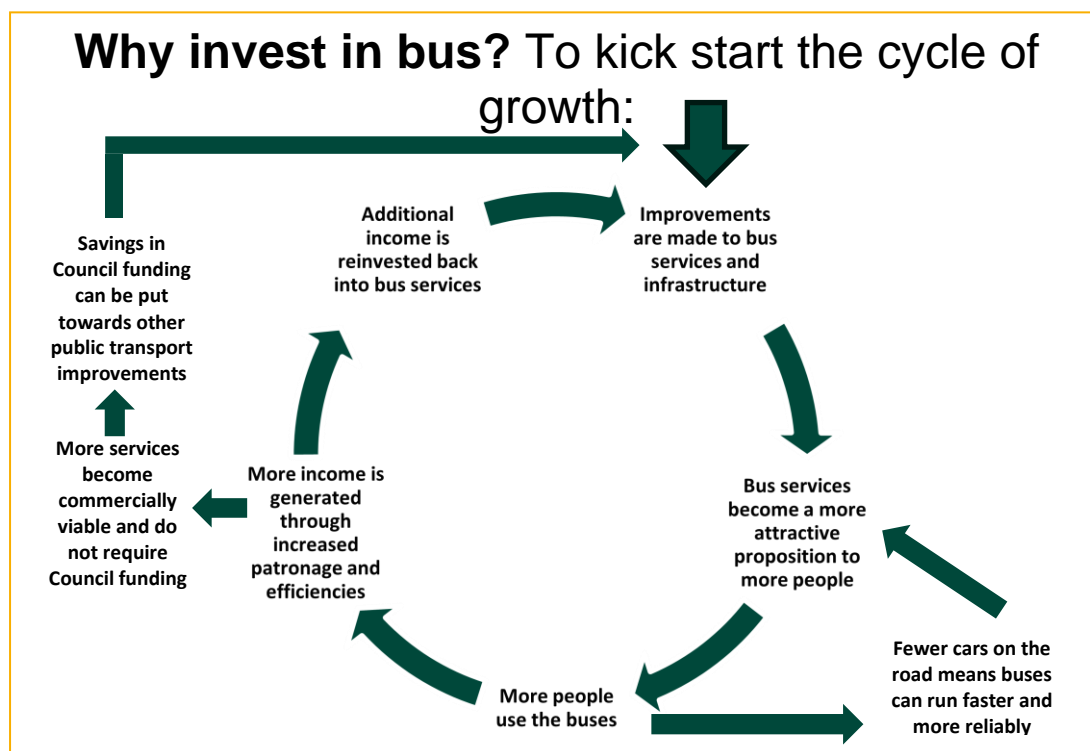 Why invest in bus? To kick start the cycle of
growth:
Improvements
are made to bus
services and
infrastructure
Bus services
become a more
attractive
proposition to
more people
Fewer cars on the
road means buses
can run faster and
more reliably
More people
use the buses
More income is
generated
through
increased
patronage and
efficiencies
Additional
income is
reinvested back
into bus services
More services
become
commercially
viable and do
not require
Council funding
Savings in
Council funding
can be put
towards other
public transport
improvements